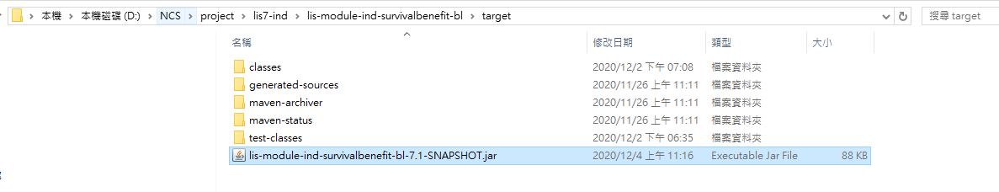 本機 › 本機磁碟 (D:) › NCS › project › lis7-ind › lis-module-ind-survivalbenefit-bl › target
搜尋 target
名稱 修改日期 類型 大小
classes 2020/12/2 下午 07:08 檔案資料夾
generated-sources 2020/11/26 上午 11:11 檔案資料夾
maven-archiver 2020/11/26 上午 11:11 檔案資料夾
maven-status 2020/11/26 上午 11:11 檔案資料夾
test-classes 2020/12/2 下午 06:35 檔案資料夾
lis-module-ind-survivalbenefit-bl-7.1-SNAPSHOT.jar 2020/12/4 上午 11:16 Executable Jar File 88 KB